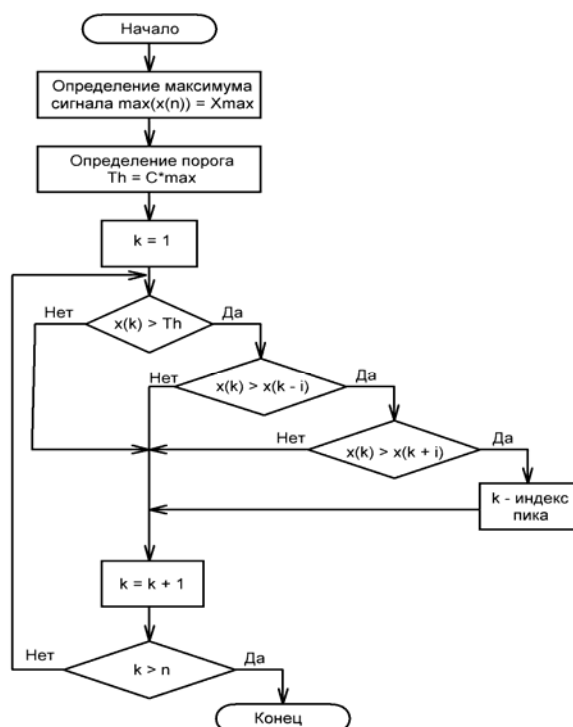 Начало
Определение максимума
сигнала max(x(n)) = Xmax
Определение порога
Th = C*max
k = 1
Нет
x(k) > Th
Да
Нет
x(k) > x(k - i)
Да
Нет
x(k) > x(k + i)
Да
k - индекс
пика
k = k + 1
Нет
k > n
Да
Конец